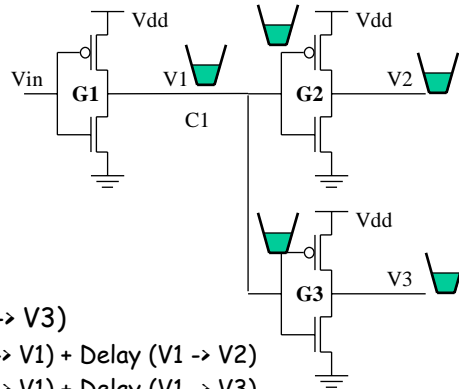 Vdd
Vdd
Vin
G1
V1
G2
V2
C1
Vdd
G3
V3
-> V3)
-> V1) + Delay (V1 -> V2)
-> V1) + Delay (V1 -> V3)